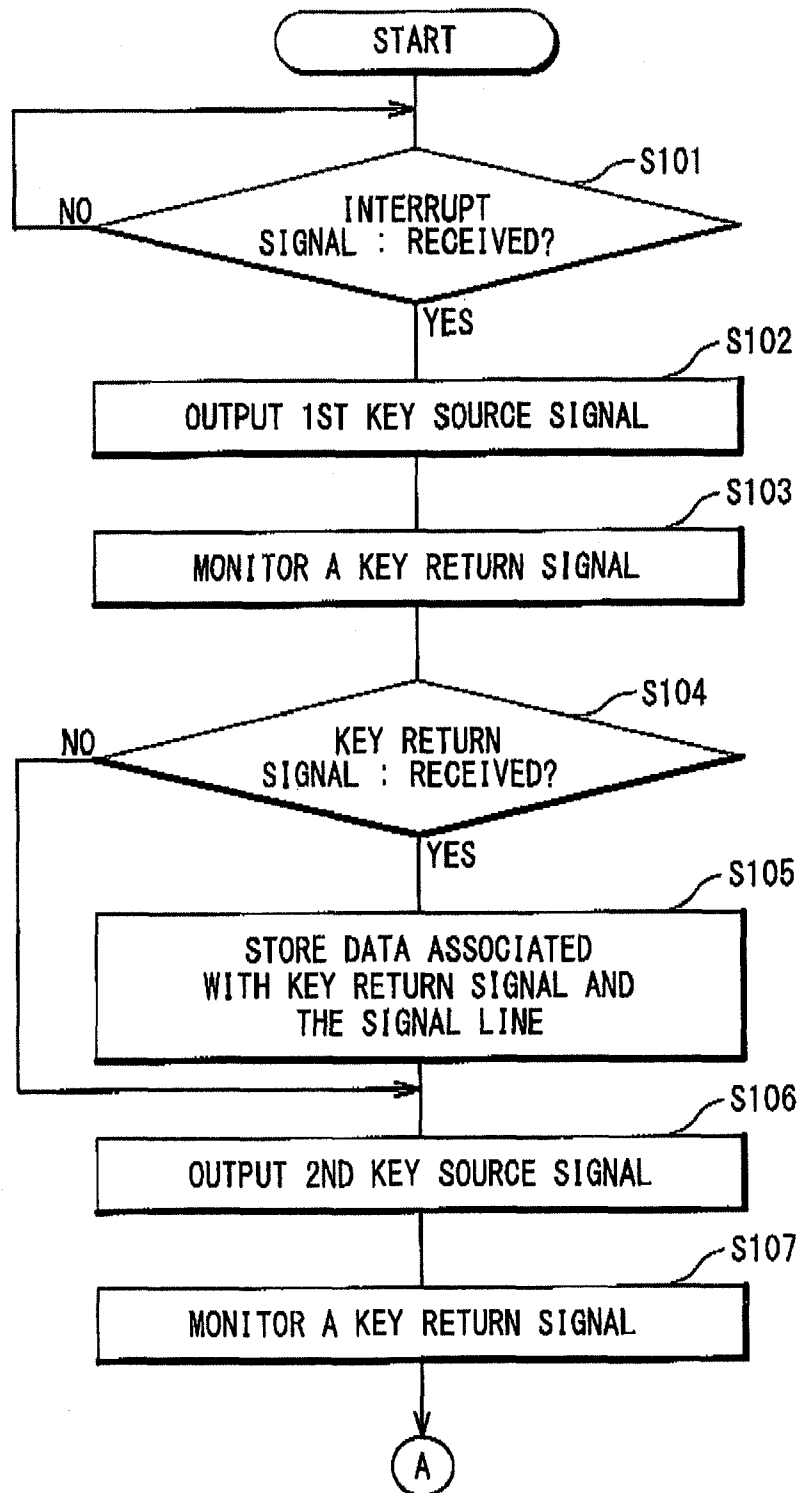 START
S101
NO
INTERRUPT
SIGNAL : RECEIVED?
YES
S102
OUTPUT 1ST KEY SOURCE SIGNAL
S103
MONITOR A KEY RETURN SIGNAL
S104
NO
KEY RETURN
SIGNAL : RECEIVED?
YES
S105
STORE DATA ASSOCIATED
WITH KEY RETURN SIGNAL AND
THE SIGNAL LINE
S106
OUTPUT 2ND KEY SOURCE SIGNAL
S107
MONITOR A KEY RETURN SIGNAL
A